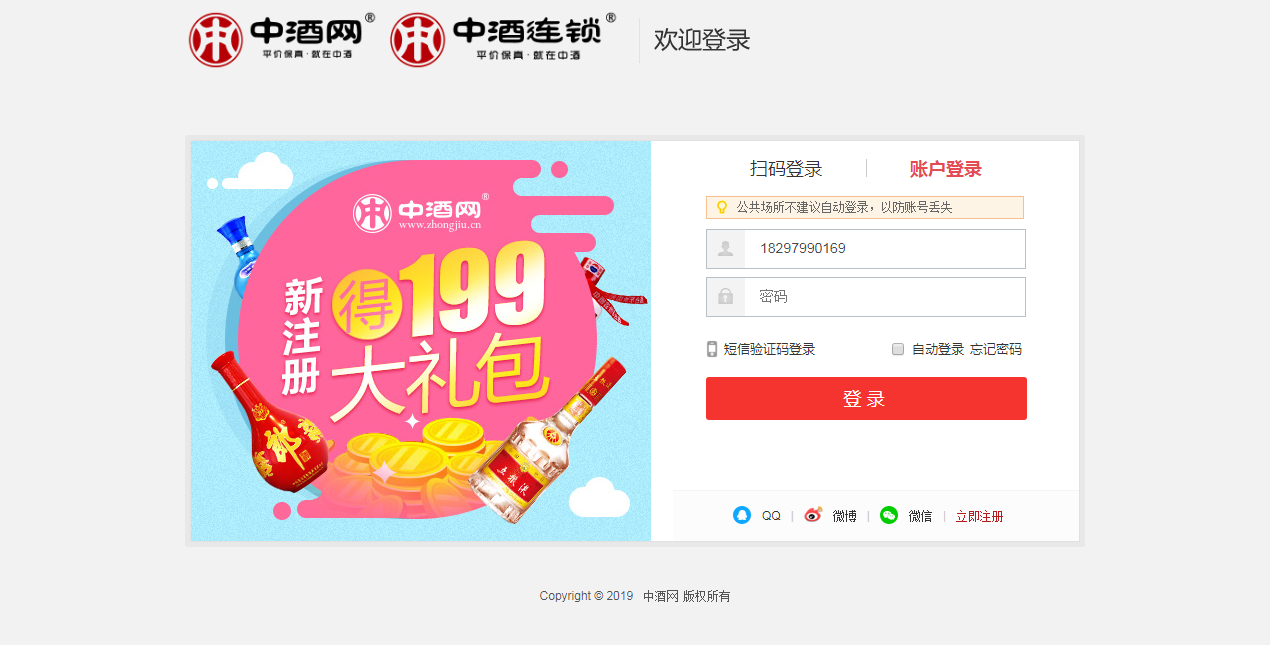 中酒网®
平价保真·就在中酒
中酒连锁®
平价保真·就在中酒
欢迎登录
中酒网®
www.zhongjiu.cn
新注册
得199
大礼包
郎
五粮液
扫码登录
账户登录
公共场所不建议自动登录，以防账号丢失
18297990169
密码
短信验证码登录
自动登录 忘记密码
登 录
QQ | 微博 | 微信 | 立即注册
Copyright © 2019 中酒网 版权所有